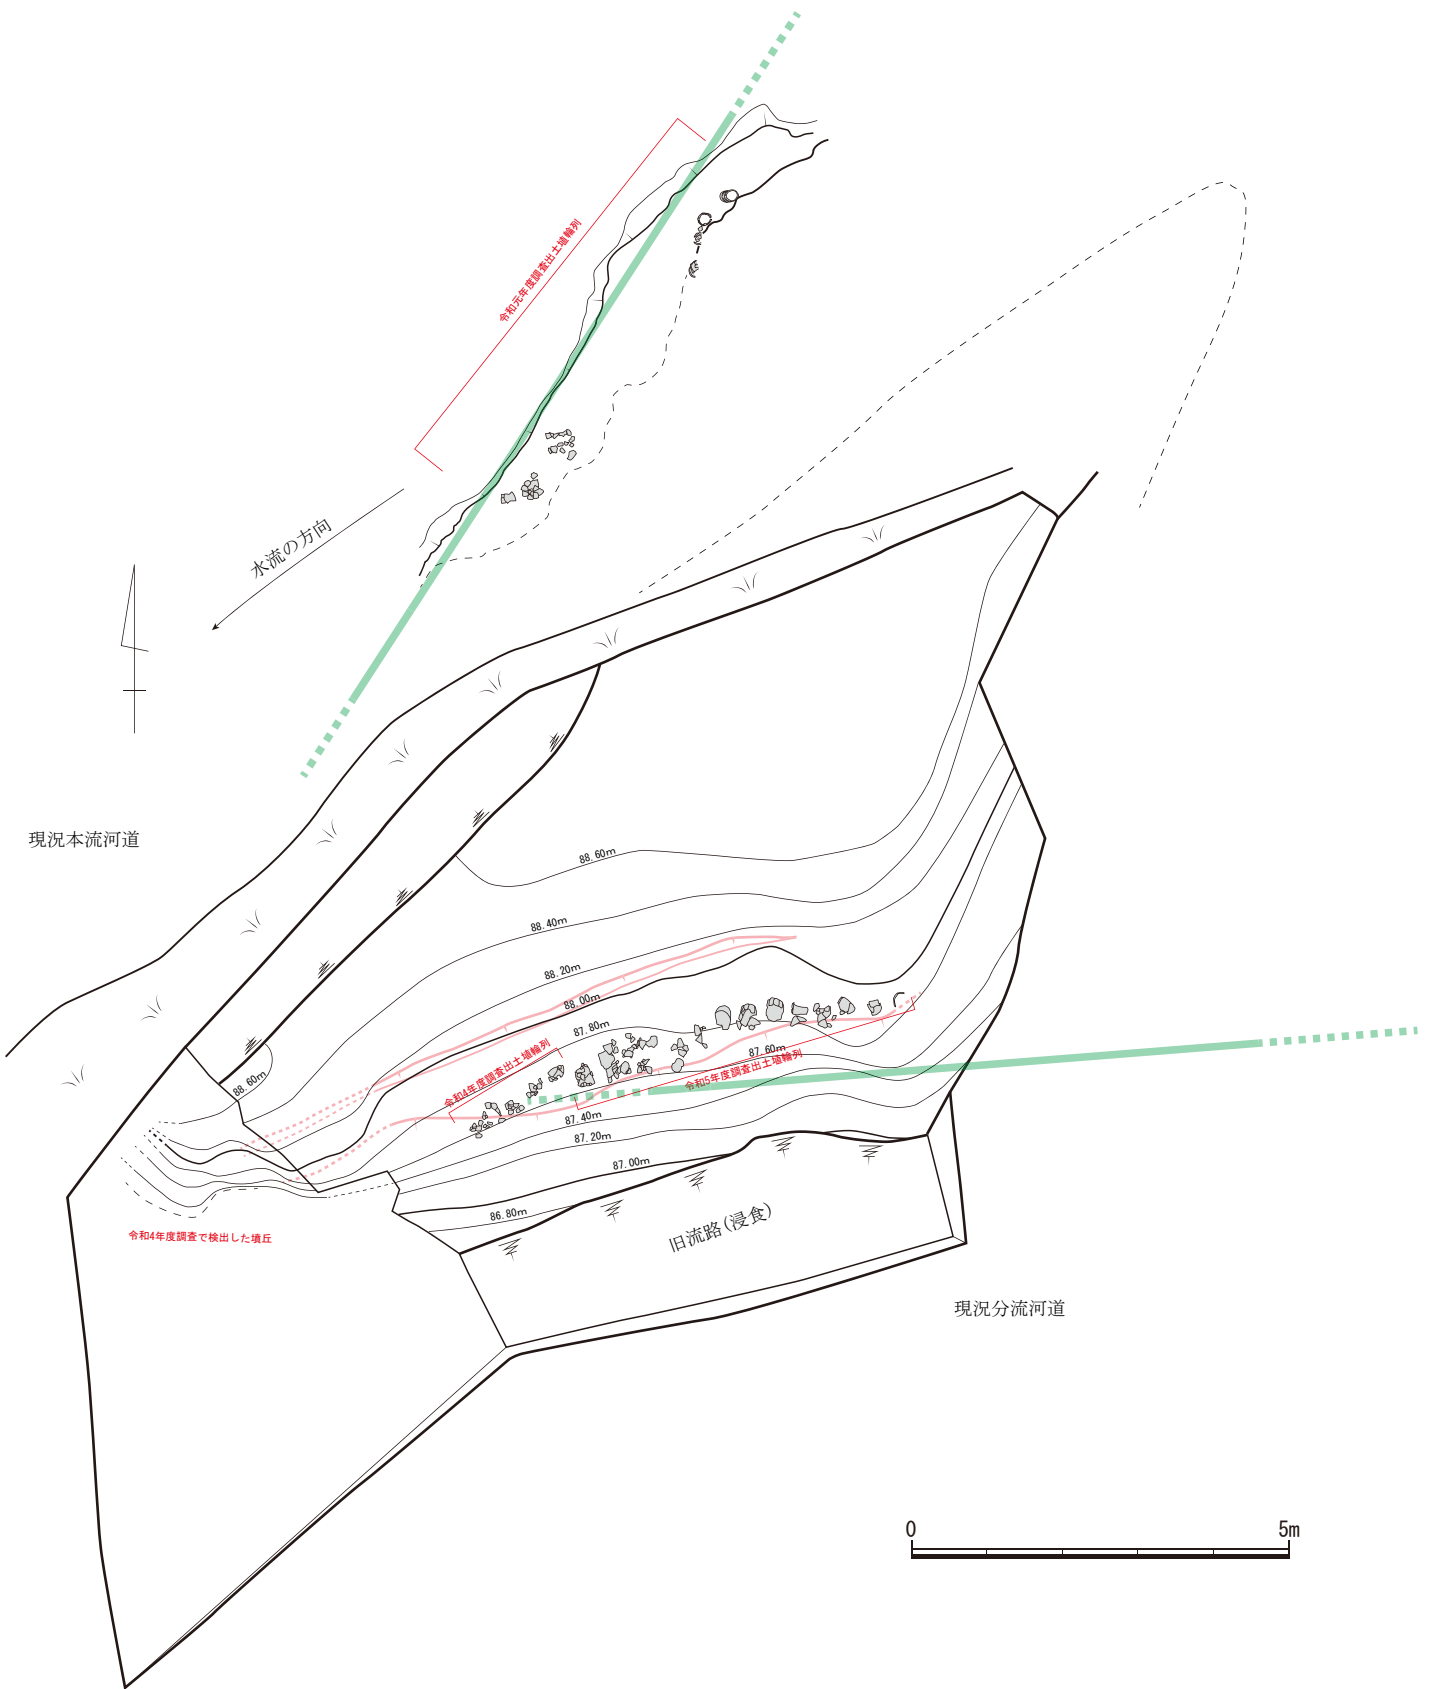 令和元年度調査出土埴輪列
水流の方向
現況本流河道
88.60m
88.40m
88.20m
88.00m
87.80m
87.60m
令和4年度調査出土埴輪列
令和5年度調査出土埴輪列
88.60m
87.40m
87.20m
87.00m
86.80m
令和4年度調査で検出した墳丘
旧流路(浸食)
現況分流河道
0
5m